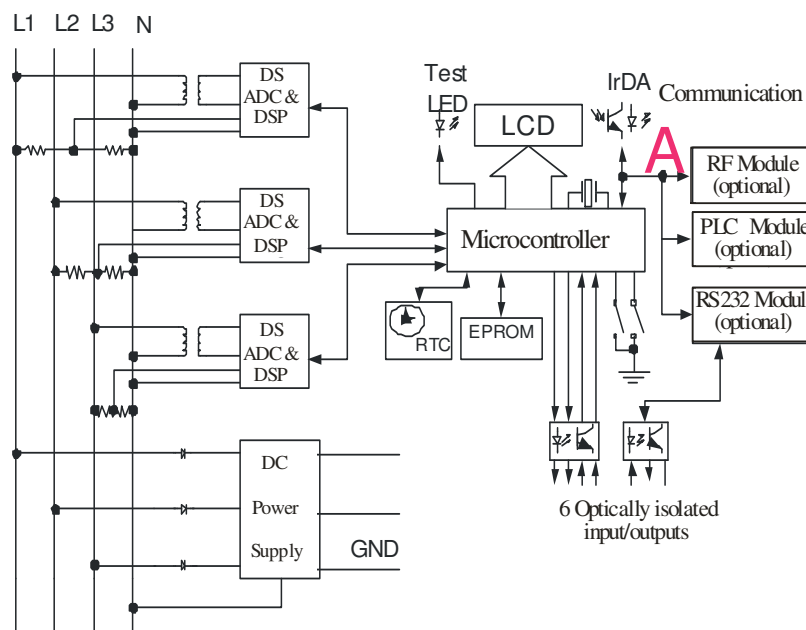 L1 L2 L3 N
DS
ADC &
DSP
DS
ADC &
DSP
DS
ADC &
DSP
DC
Power
Supply
GND
Test
LED
LCD
IrDA
Communication
A
Microcontroller
RTC
EPROM
RF Module
(optional)
PLC Module
(optional)
RS232 Modul
(optional)
6 Optically isolated
input/outputs